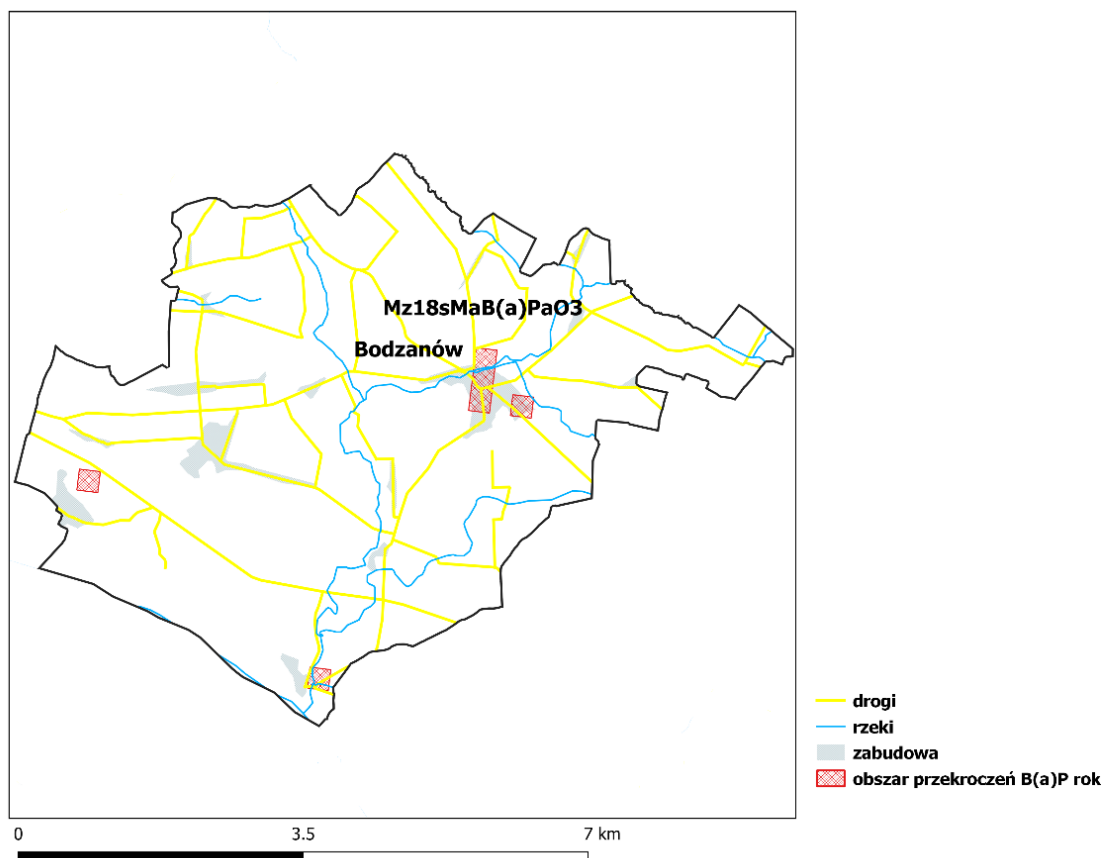 Mz18sMaB(a)PaO3
Bodzanów
drogi
rzeki
zabudowa
obszar przekroczeń B(a)P rok
0 3.5 7 km